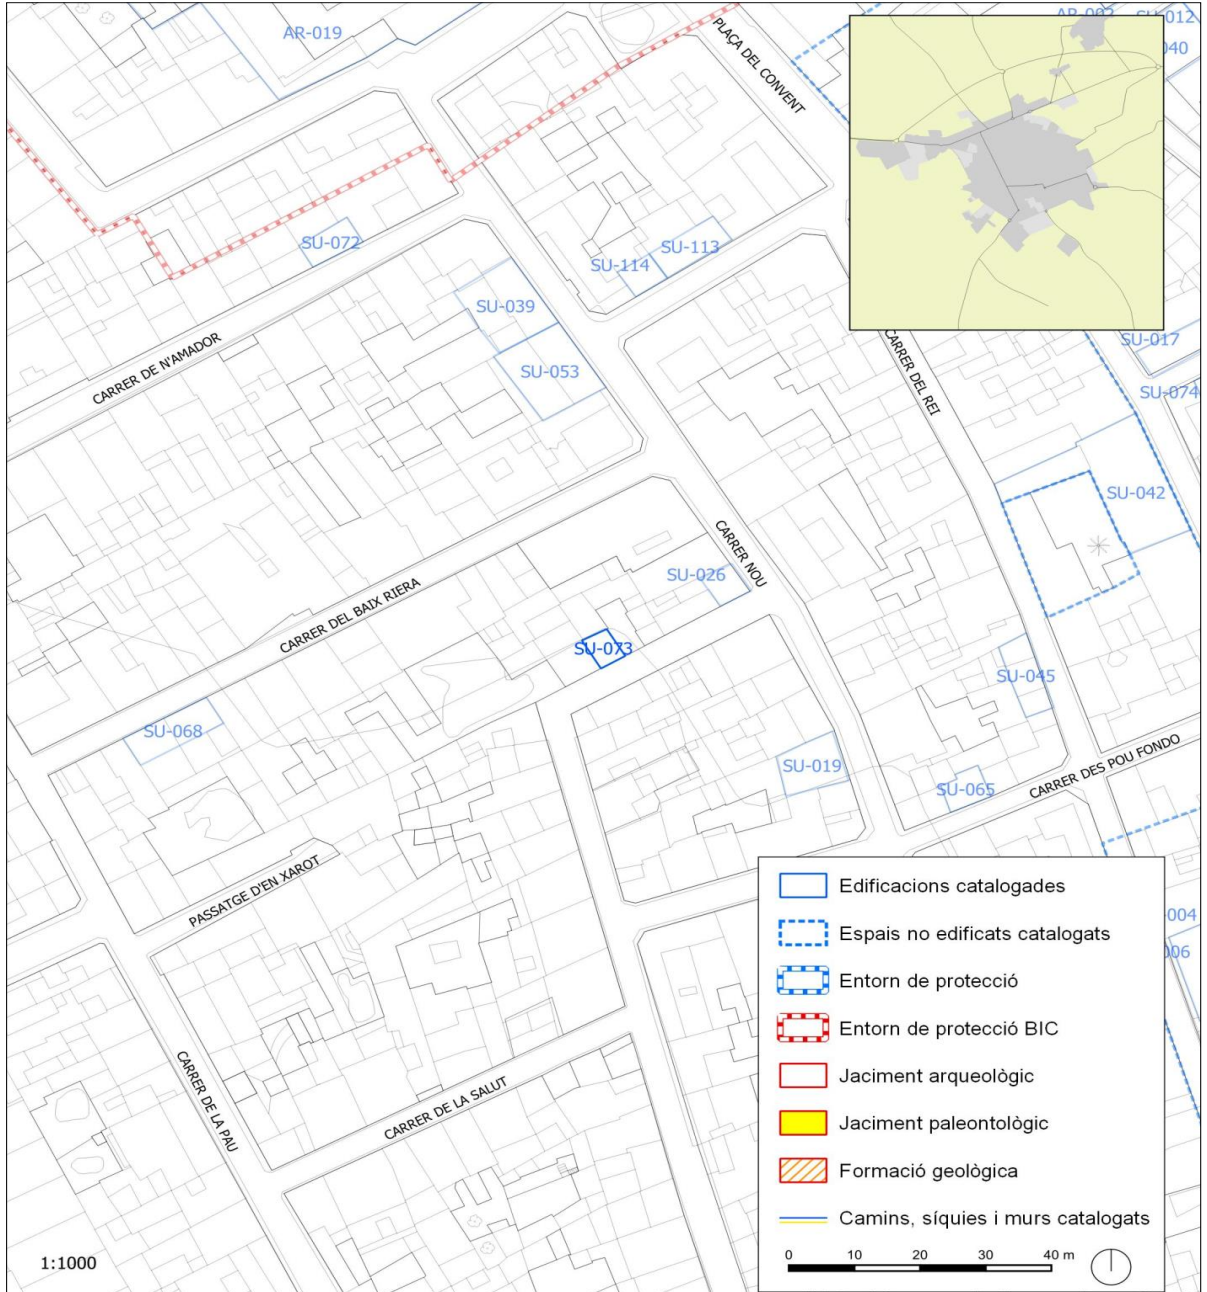 AR-019
PLAÇA DEL CONVENT
AR-002
SU-012
040
SU-072
SU-113
SU-114
SU-039
SU-053
CARRER DE N'AMADOR
CARRER DEL REI
SU-017
SU-074
SU-042
CARRER NOU
SU-026
CARRER DEL BAIX RIERA
SU-073
SU-045
SU-068
SU-019
SU-065
CARRER DES POU FONDO
PASSATGE D'EN XAROT
CARRER DE LA PAU
CARRER DE LA SALUT
004
006
Edificacions catalogades
Espais no edificats catalogats
Entorn de protecció
Entorn de protecció BIC
Jaciment arqueològic
Jaciment paleontològic
Formació geològica
Camins, síquies i murs catalogats
0 10 20 30 40 m
1:1000